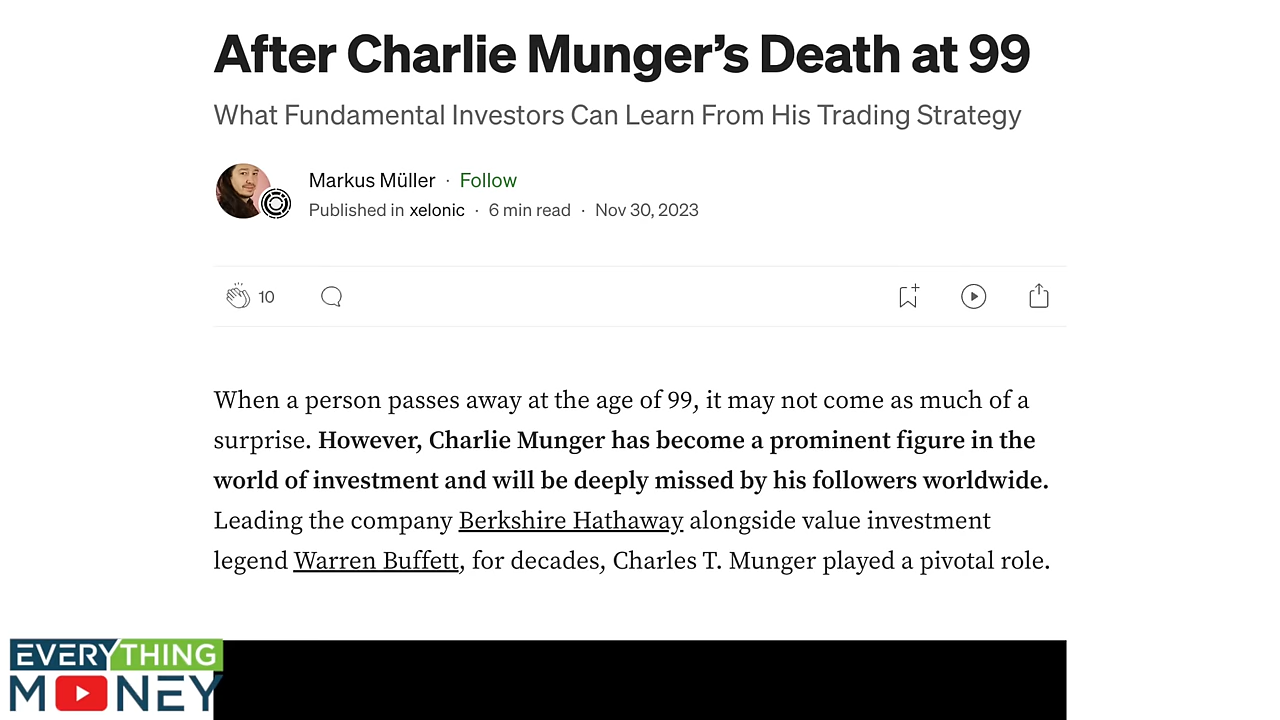 After Charlie Munger’s Death at 99
What Fundamental Investors Can Learn From His Trading Strategy
Markus Müller · Follow
Published in xelonic · 6 min read · Nov 30, 2023
10
When a person passes away at the age of 99, it may not come as much of a
surprise. However, Charlie Munger has become a prominent figure in the
world of investment and will be deeply missed by his followers worldwide.
Leading the company Berkshire Hathaway alongside value investment
legend Warren Buffett, for decades, Charles T. Munger played a pivotal role.
EVERYTHING
MONEY